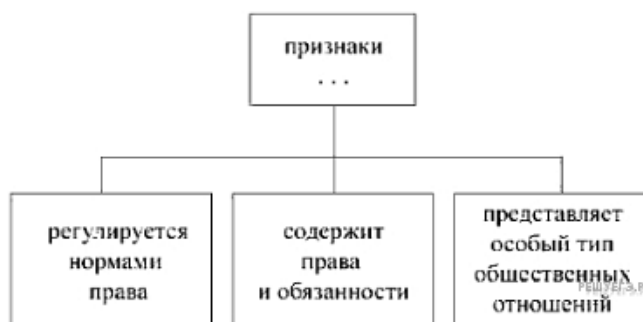 признаки
. . .
регулируется
нормами
права
содержит
права
и обязанности
представляет
особый тип
общественных
отношений